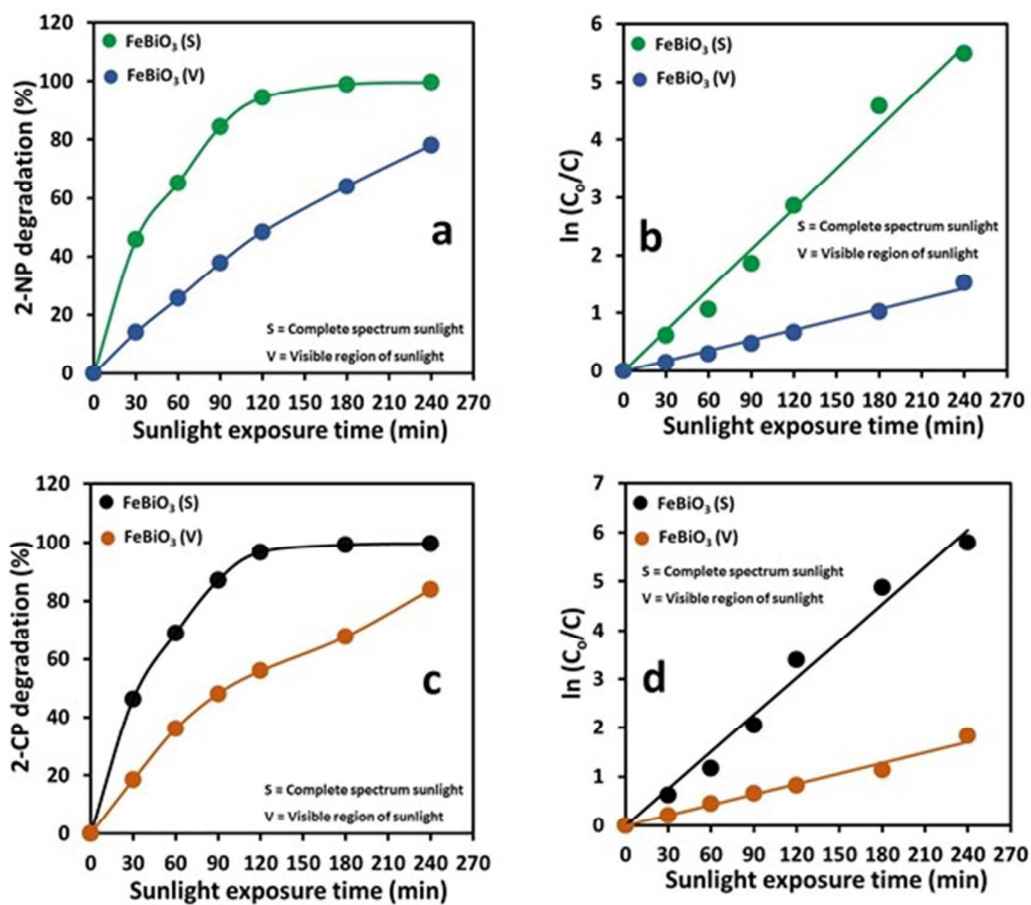 120
100
80
60
40
20
0
2-NP degradation (%)
FeBiO₃ (S)
FeBiO₃ (V)
a
S = Complete spectrum sunlight
V = Visible region of sunlight
0 30 60 90 120 150 180 210 240 270
Sunlight exposure time (min)
6
5
4
3
2
1
0
ln (Cₒ/C)
FeBiO₃ (S)
FeBiO₃ (V)
b
S = Complete spectrum sunlight
V = Visible region of sunlight
0 30 60 90 120 150 180 210 240 270
Sunlight exposure time (min)
120
100
80
60
40
20
0
2-CP degradation (%)
FeBiO₃ (S)
FeBiO₃ (V)
c
S = Complete spectrum sunlight
V = Visible region of sunlight
0 30 60 90 120 150 180 210 240 270
Sunlight exposure time (min)
7
6
5
4
3
2
1
0
ln (Cₒ/C)
FeBiO₃ (S)
FeBiO₃ (V)
S = Complete spectrum sunlight
V = Visible region of sunlight
d
0 30 60 90 120 150 180 210 240 270
Sunlight exposure time (min)